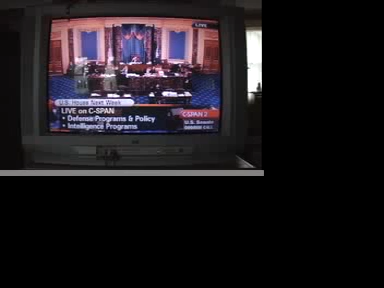 LIVE
U.S. House Next Week
LIVE on C-SPAN
• Defense Programs & Policy
• Intelligence Programs
C-SPAN 2
U.S. Senate